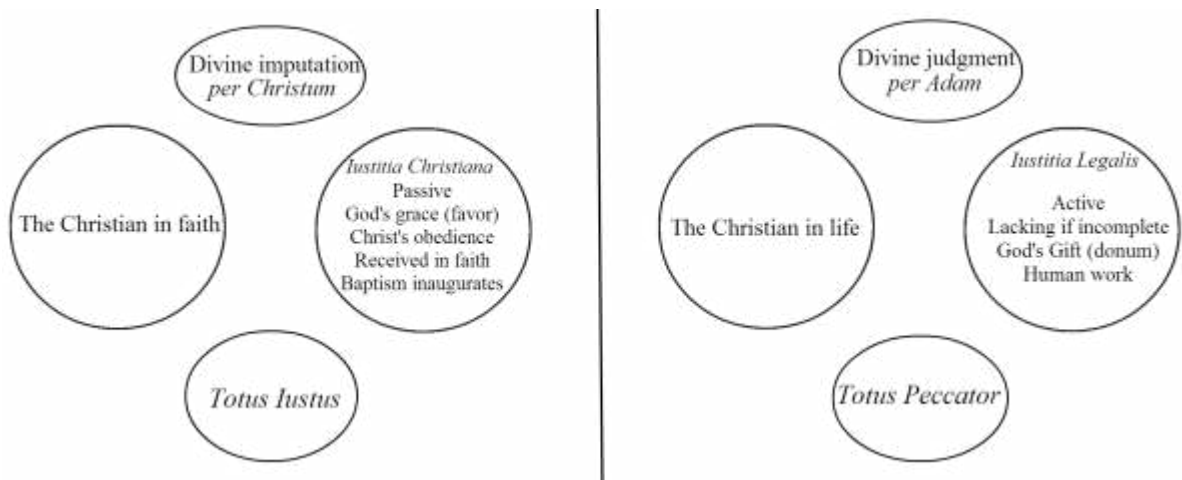 Divine imputation
per Christum
The Christian in faith
Iustitia Christiana
Passive
God's grace (favor)
Christ's obedience
Received in faith
Baptism inaugurates
Totus Iustus
Divine judgment
per Adam
The Christian in life
Iustitia Legalis
Active
Lacking if incomplete
God's Gift (donum)
Human work
Totus Peccator